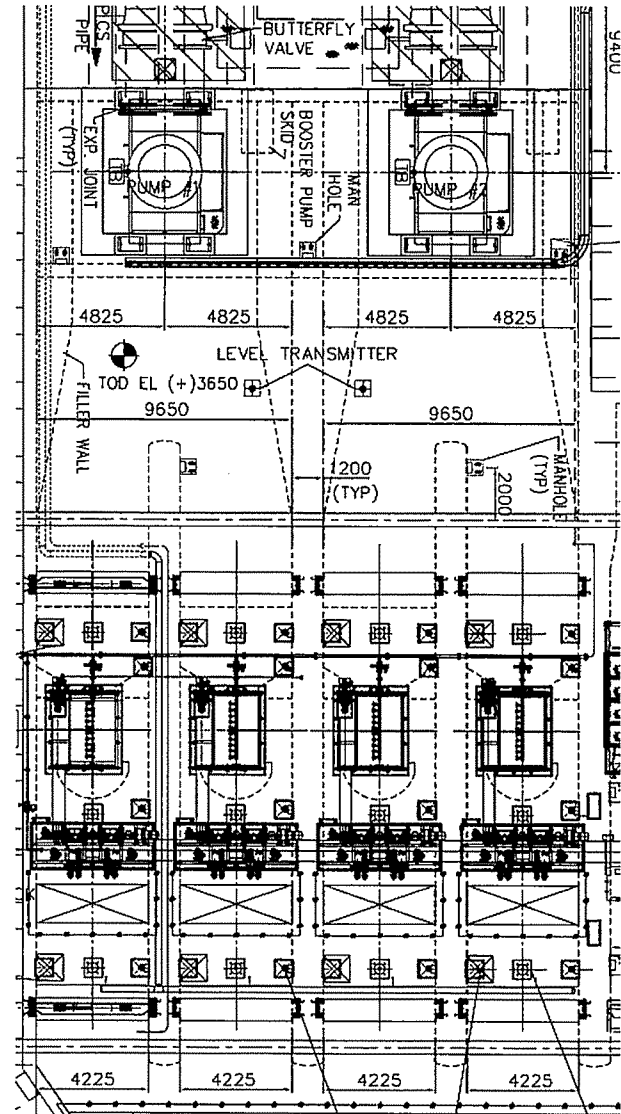 PLCS
PIPE
BUTTERFLY
VALVE
9400
EXP. JOINT
(TYP)
PUMP #1
BOOSTER PUMP
SKID
MAN
HOLE
PUMP #2
4825
4825
4825
4825
LEVEL TRANSMITTER
TOD EL (+)3650
FILLER WALL
9650
9650
1200
(TYP)
2000
MANHOLE
(TYP)
4225
4225
4225
4225